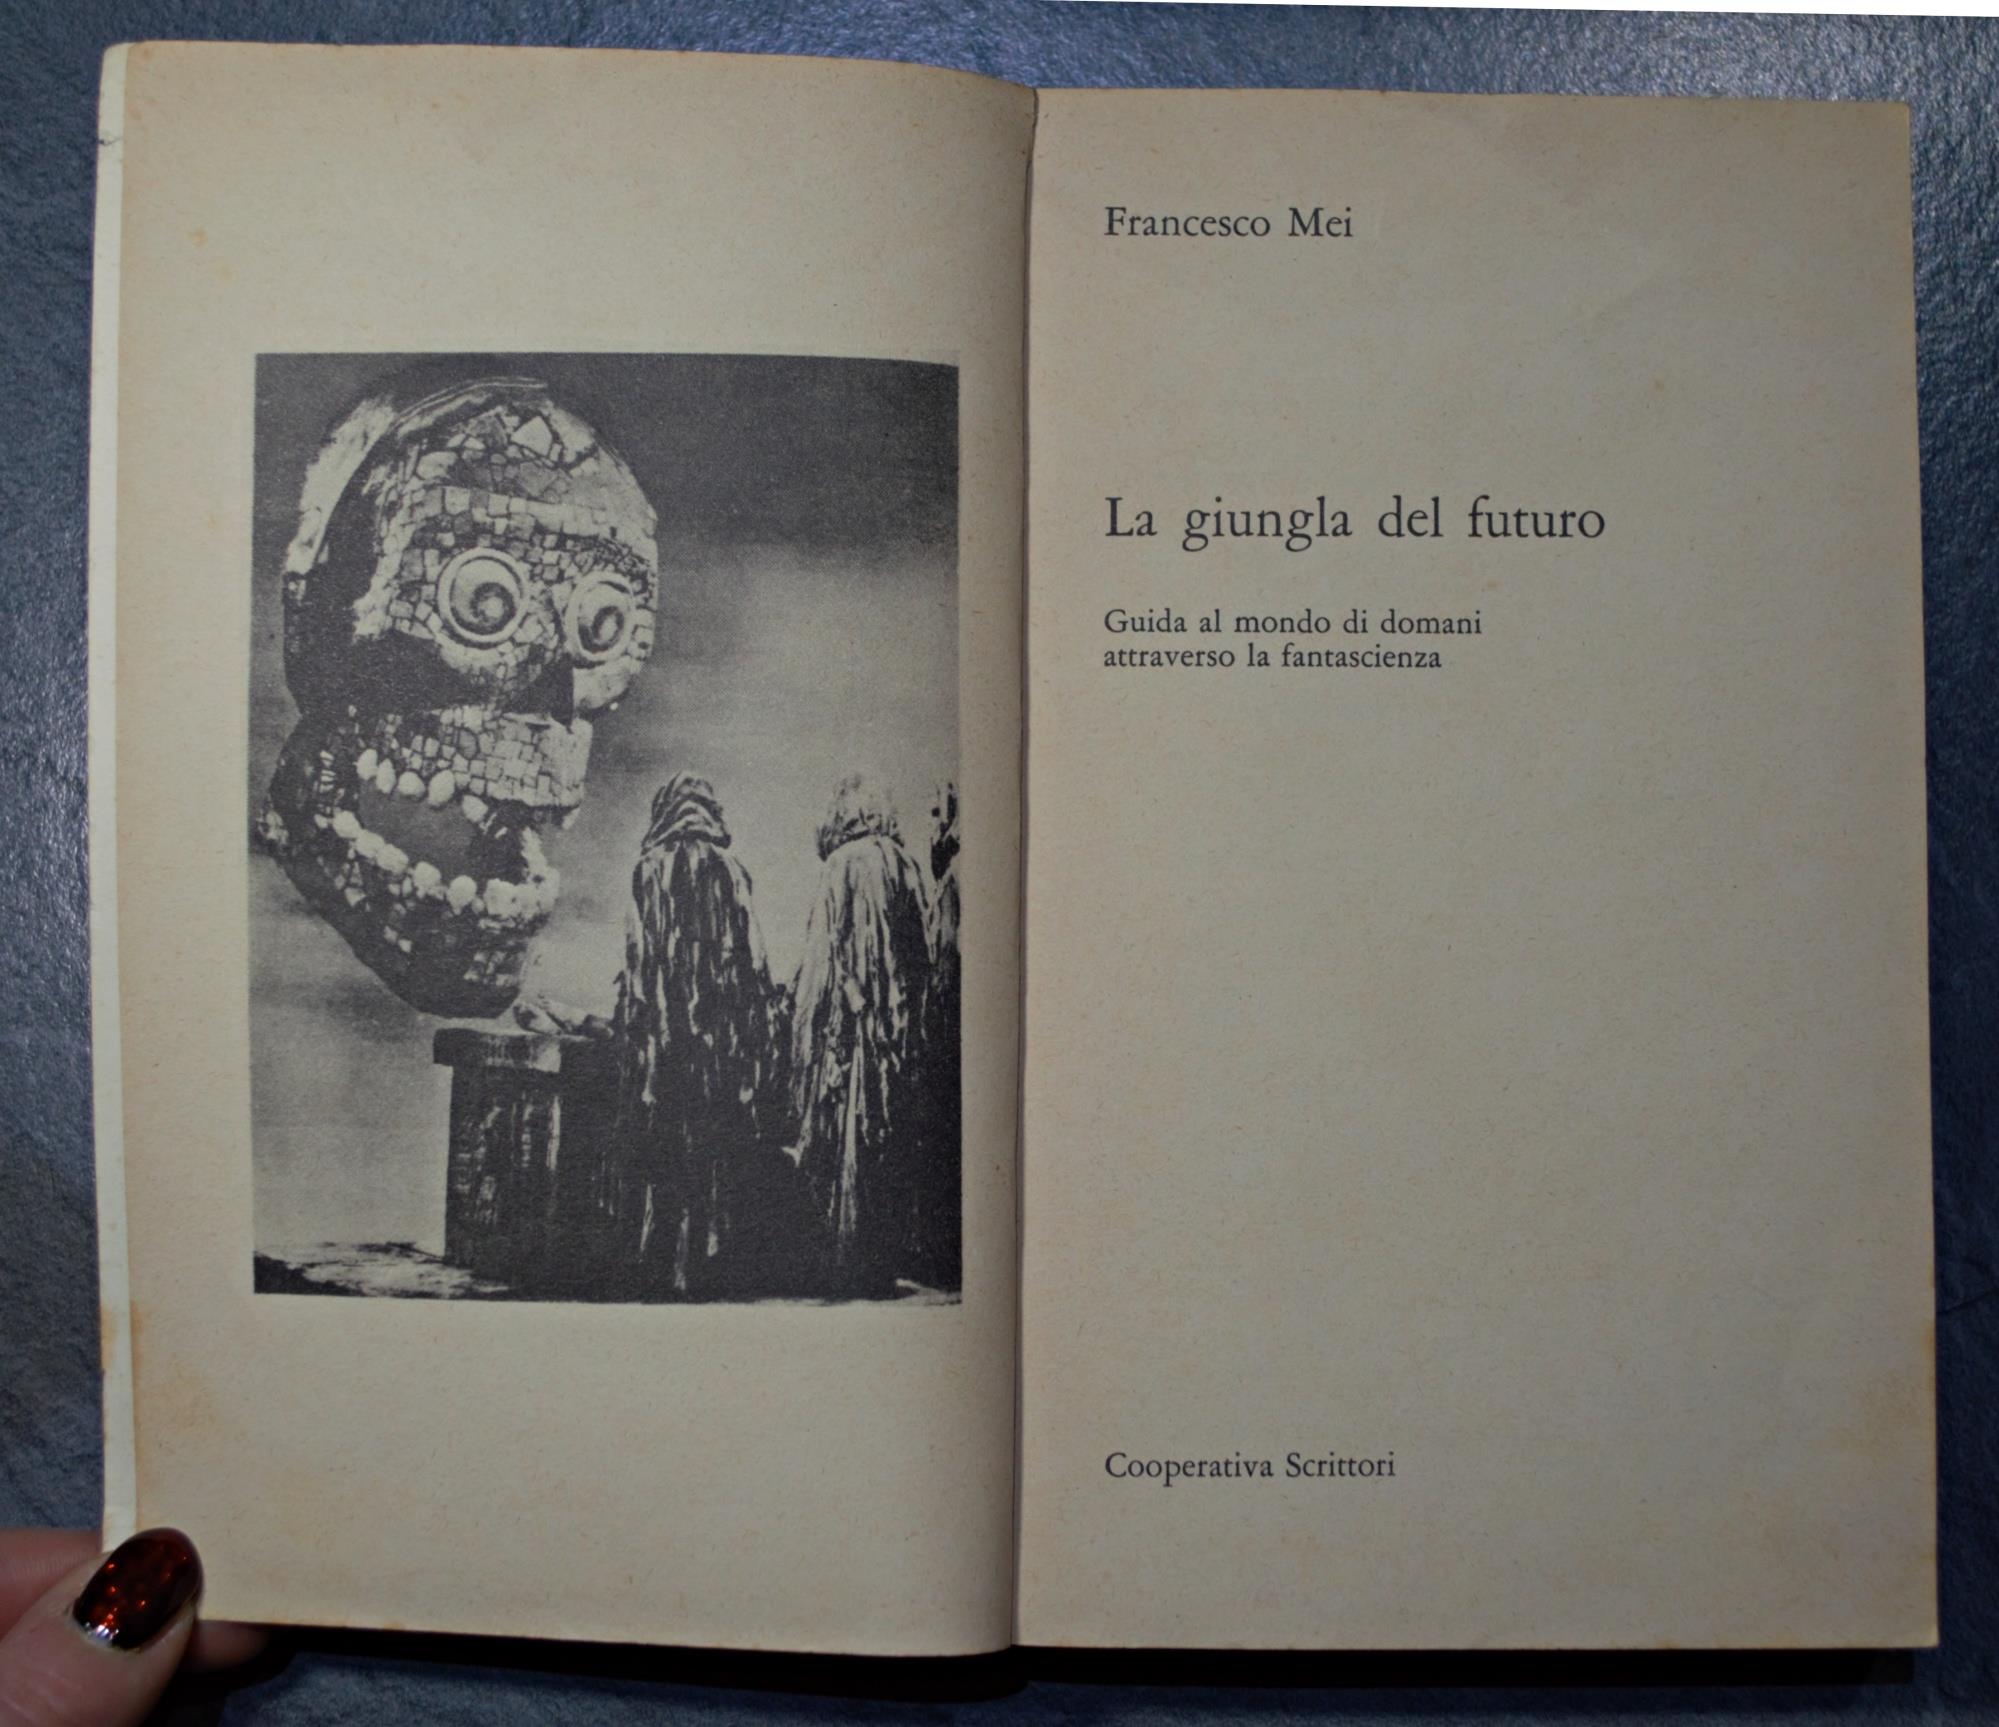 Francesco Mei
La giungla del futuro
Guida al mondo di domani
attraverso la fantascienza
Cooperativa Scrittori